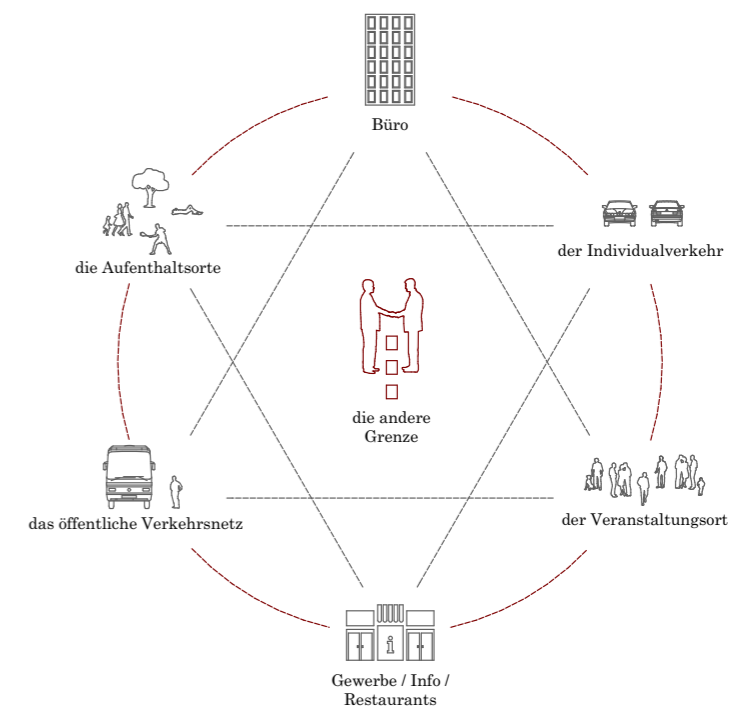 Büro
die Aufenthaltsorte
der Individualverkehr
die andere
Grenze
das öffentliche Verkehrsnetz
der Veranstaltungsort
i
Gewerbe / Info /
Restaurants